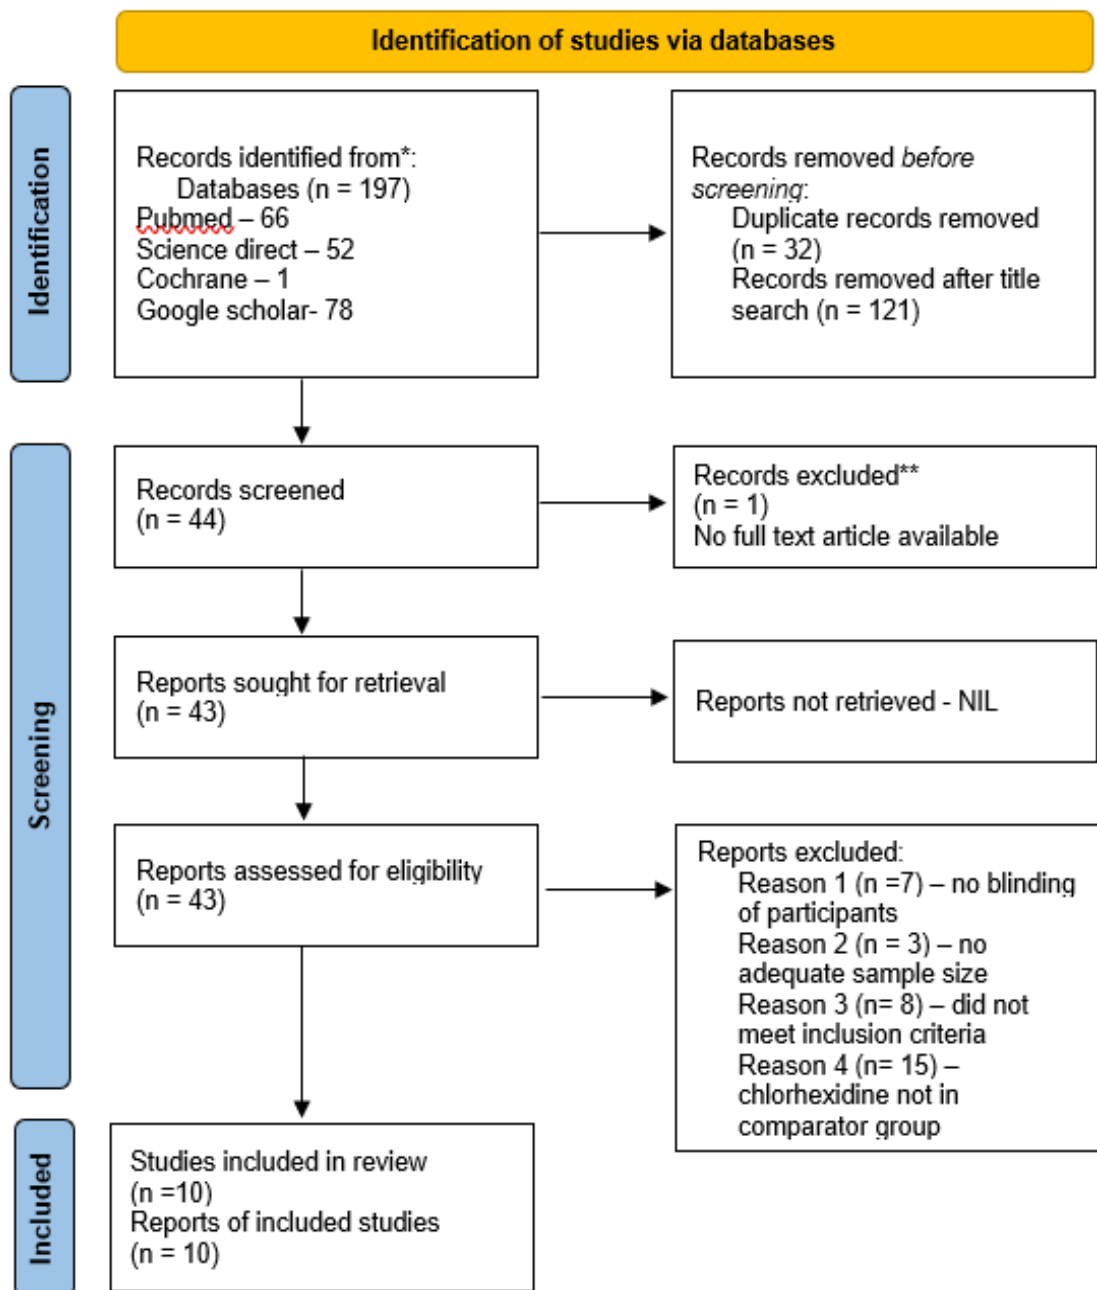 Identification of studies via databases
Identification
Records identified from*:
Databases (n = 197)
Pubmed – 66
Science direct – 52
Cochrane – 1
Google scholar- 78
Records removed before
screening:
Duplicate records removed
(n = 32)
Records removed after title
search (n = 121)
Screening
Records screened
(n = 44)
Records excluded**
(n = 1)
No full text article available
Reports sought for retrieval
(n = 43)
Reports not retrieved - NIL
Reports assessed for eligibility
(n = 43)
Reports excluded:
Reason 1 (n =7) – no blinding
of participants
Reason 2 (n = 3) – no
adequate sample size
Reason 3 (n= 8) – did not
meet inclusion criteria
Reason 4 (n= 15) –
chlorhexidine not in
comparator group
Included
Studies included in review
(n =10)
Reports of included studies
(n = 10)